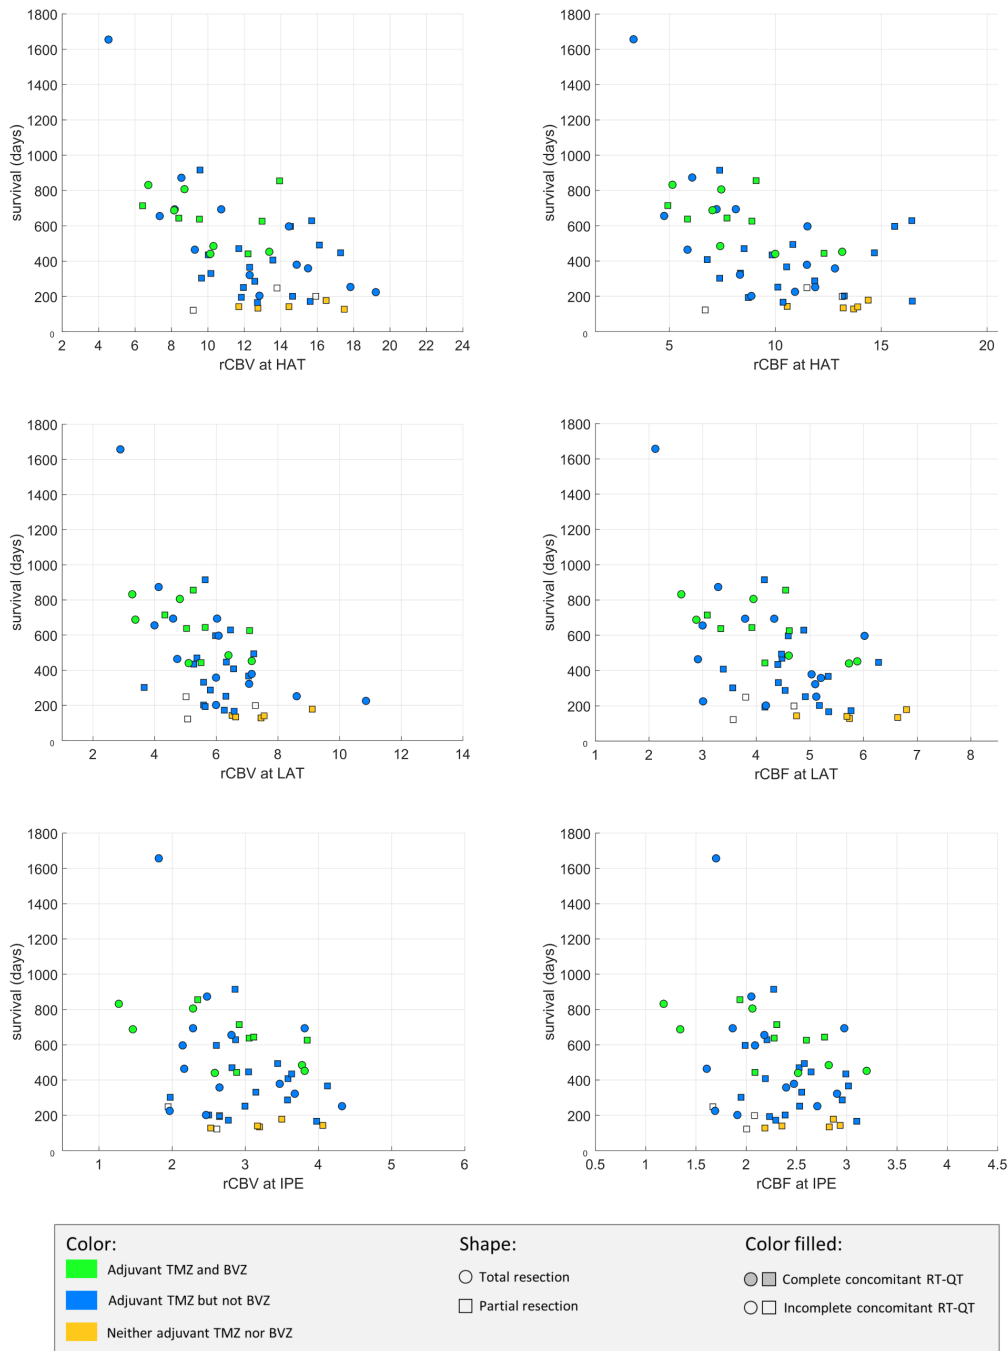 1800
1600
1400
1200
1000
800
600
400
200
0
survival (days)
2 4 6 8 10 12 14 16 18 20 22 24
rCBV at HAT
1800
1600
1400
1200
1000
800
600
400
200
0
survival (days)
5 10 15 20
rCBF at HAT
1800
1600
1400
1200
1000
800
600
400
200
0
survival (days)
2 4 6 8 10 12 14
rCBV at LAT
1800
1600
1400
1200
1000
800
600
400
200
0
survival (days)
1 2 3 4 5 6 7 8
rCBF at LAT
1800
1600
1400
1200
1000
800
600
400
200
0
survival (days)
1 2 3 4 5 6
rCBV at IPE
1800
1600
1400
1200
1000
800
600
400
200
0
survival (days)
0.5 1 1.5 2 2.5 3 3.5 4 4.5
rCBF at IPE
Color:
Adjuvant TMZ and BVZ
Adjuvant TMZ but not BVZ
Neither adjuvant TMZ nor BVZ
Shape:
Total resection
Partial resection
Color filled:
Complete concomitant RT-QT
Incomplete concomitant RT-QT